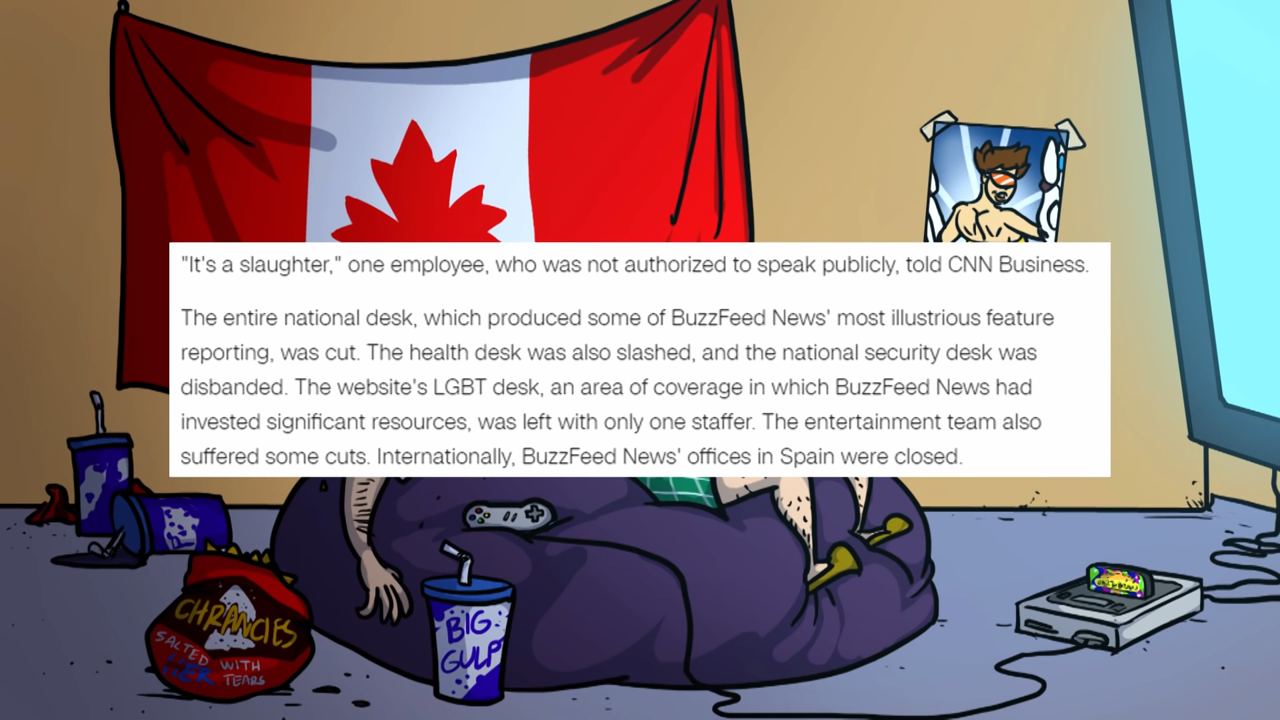 "It's a slaughter," one employee, who was not authorized to speak publicly, told CNN Business.
The entire national desk, which produced some of BuzzFeed News' most illustrious feature
reporting, was cut. The health desk was also slashed, and the national security desk was
disbanded. The website's LGBT desk, an area of coverage in which BuzzFeed News had
invested significant resources, was left with only one staffer. The entertainment team also
suffered some cuts. Internationally, BuzzFeed News' offices in Spain were closed.
CHRANCIES
SALTED WITH
HER TEARS
BIG
GULP